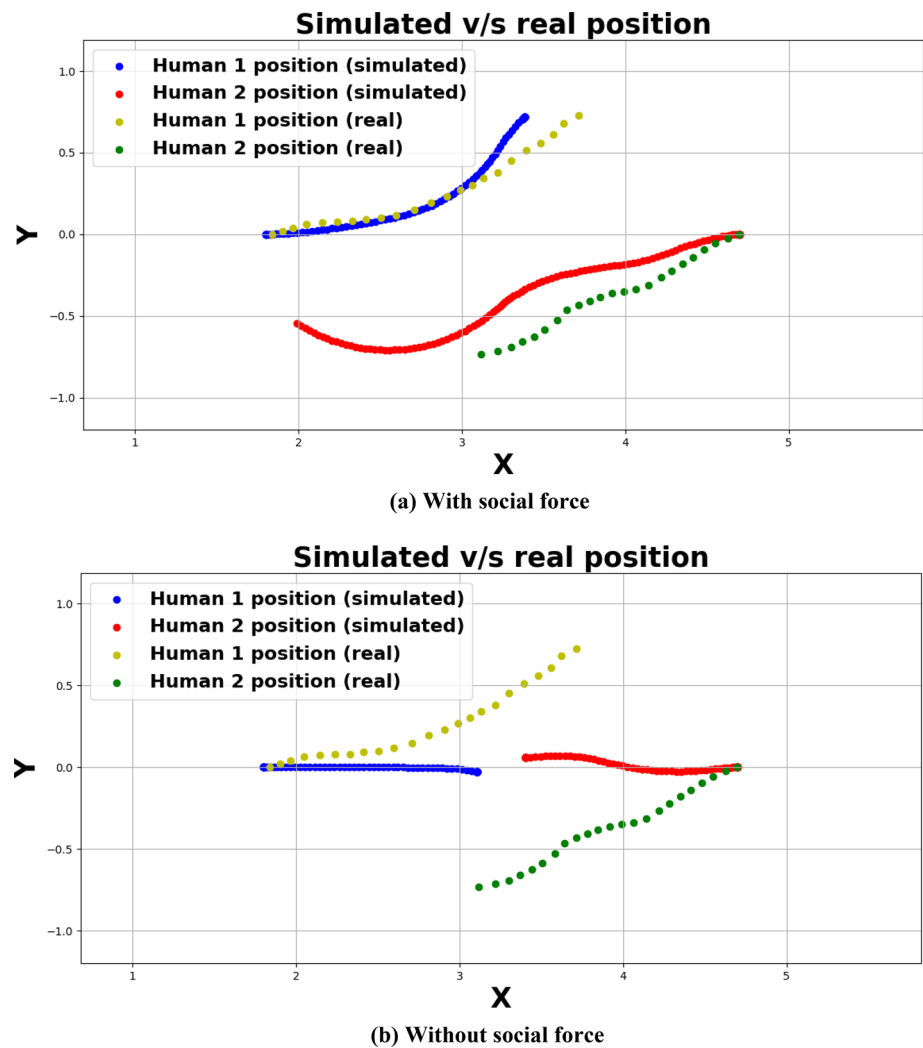 Simulated v/s real position
Human 1 position (simulated)
Human 2 position (simulated)
Human 1 position (real)
Human 2 position (real)
1.0
0.5
0.0
−0.5
−1.0
Y
1 2 3 4 5
X
(a) With social force
Simulated v/s real position
Human 1 position (simulated)
Human 2 position (simulated)
Human 1 position (real)
Human 2 position (real)
1.0
0.5
0.0
−0.5
−1.0
Y
1 2 3 4 5
X
(b) Without social force